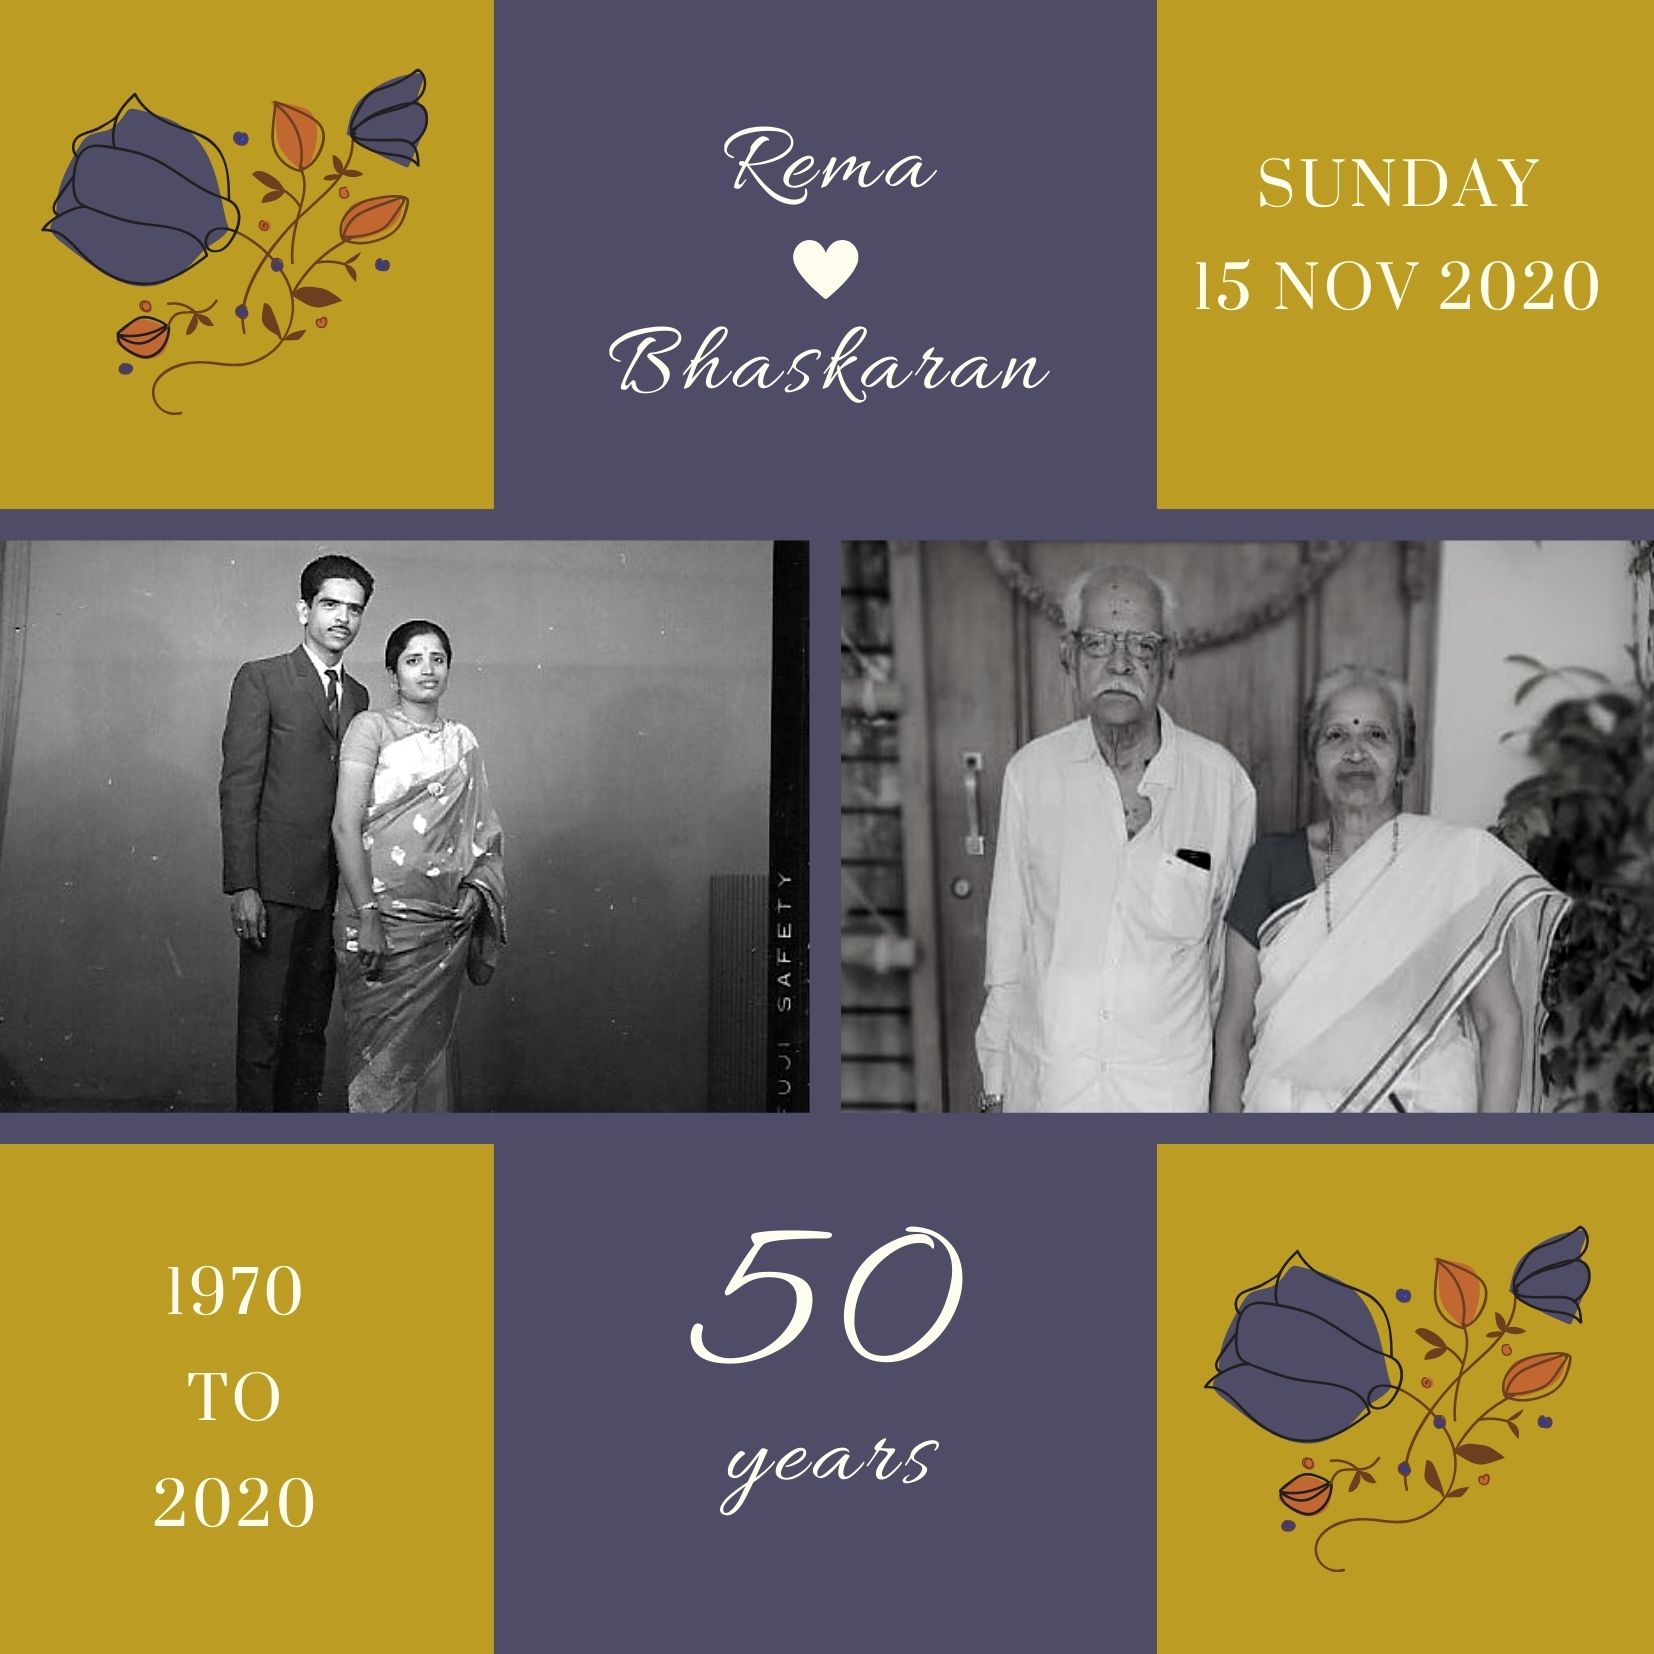 Rema
Bhaskaran
SUNDAY
15 NOV 2020
FUJI SAFETY
1970
TO
2020
50
years